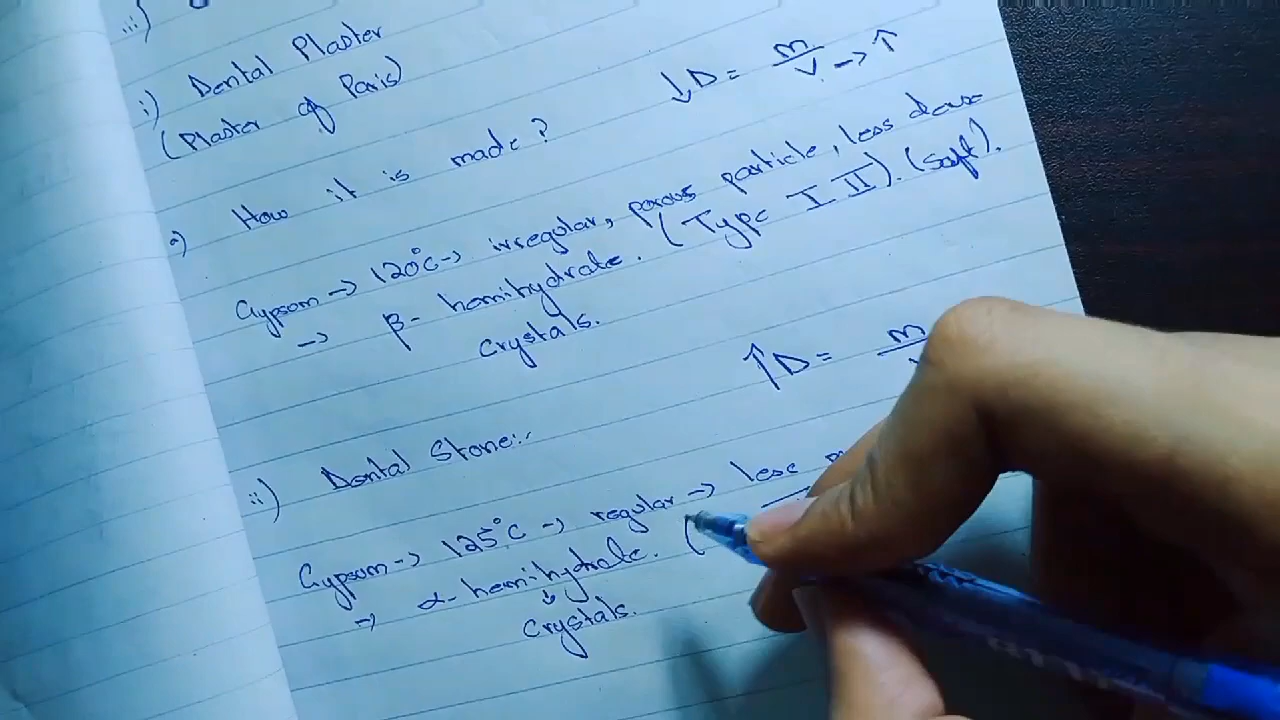 iii)
i) Dental Plaster
(Plaster of Paris)
↓D = m/v → ↑
a) How it is made?
Gypsum → 120°C → irregular, porous particle, less dense
→ β- hemihydrate. (Type I II). (Soft).
crystals.
↑D = m
ii) Dental Stone:-
Gypsum → 125°C → regular → less
→ α- hemihydrate. (
↓
crystals.